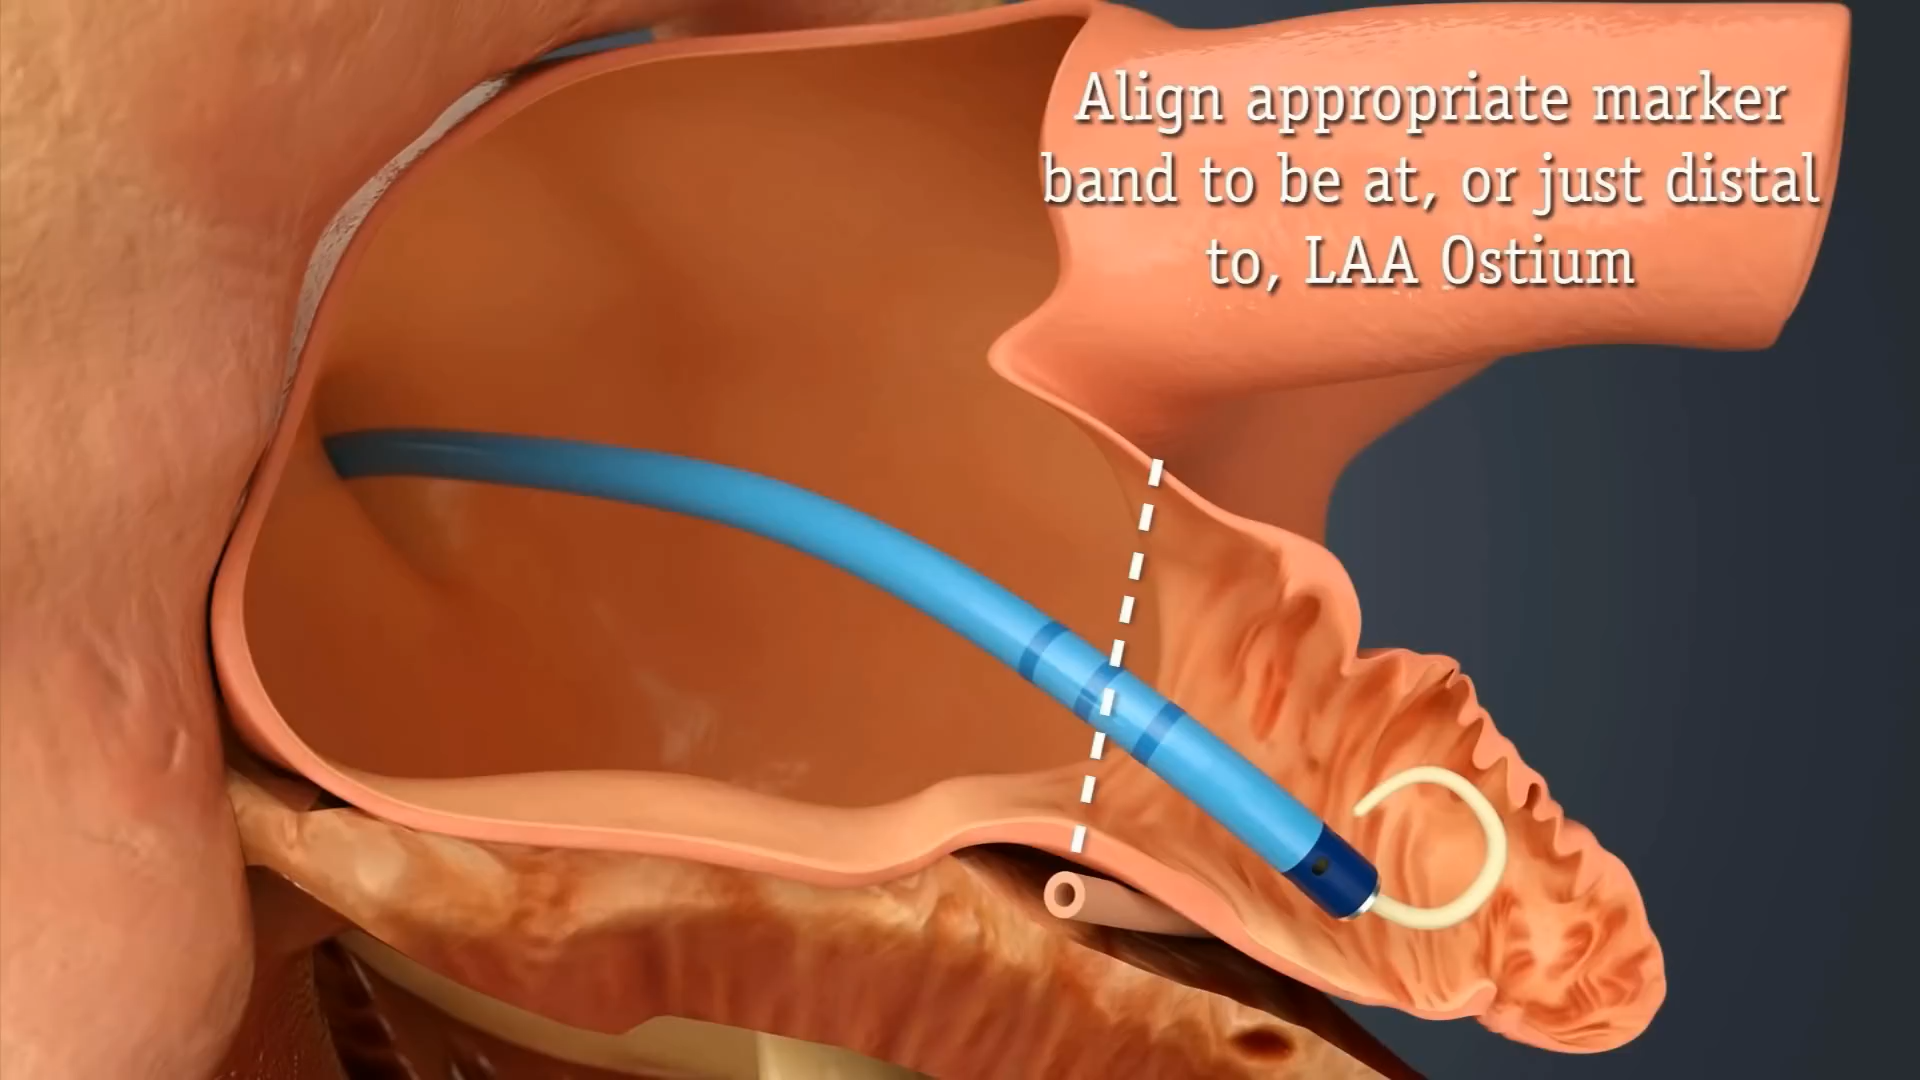 Align appropriate marker
band to be at, or just distal
to, LAA Ostium